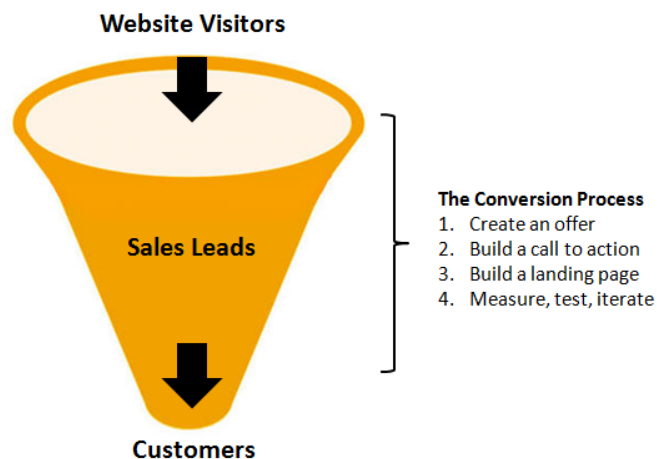 Website Visitors
Sales Leads
Customers
The Conversion Process
1. Create an offer
2. Build a call to action
3. Build a landing page
4. Measure, test, iterate